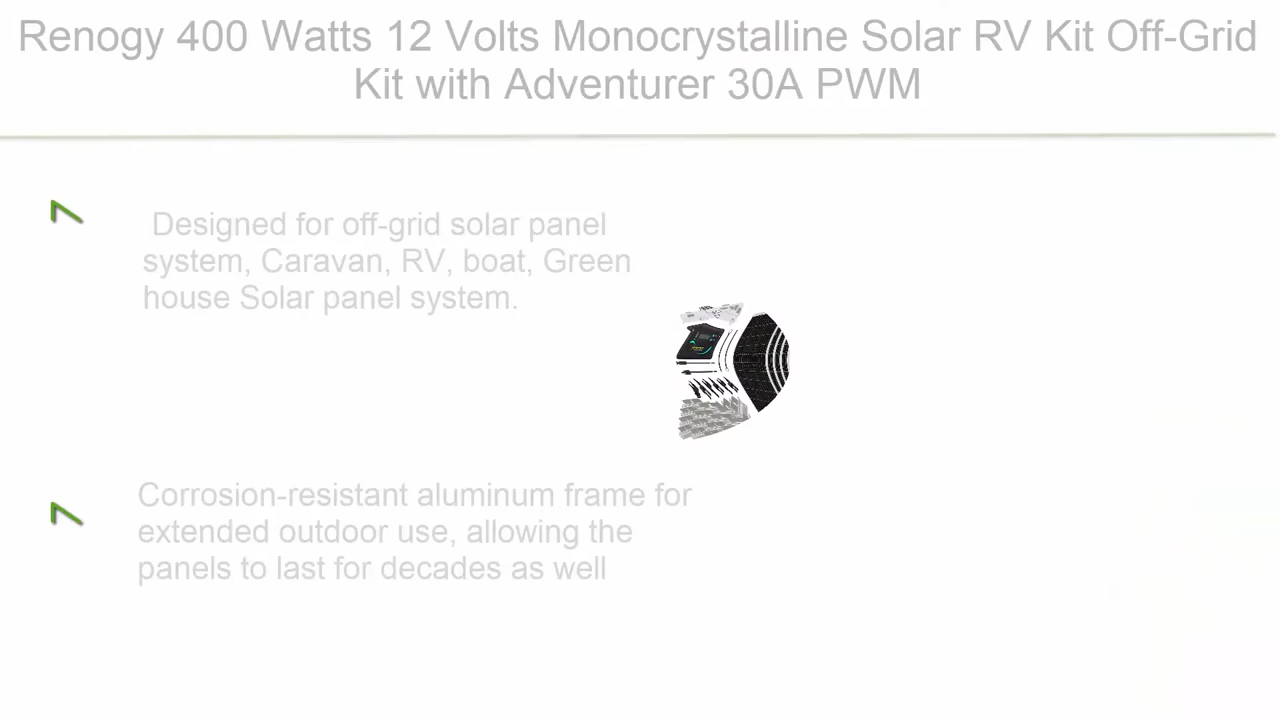 Renogy 400 Watts 12 Volts Monocrystalline Solar RV Kit Off-Grid
Kit with Adventurer 30A PWM
Designed for off-grid solar panel
system, Caravan, RV, boat, Green
house Solar panel system.
Corrosion-resistant aluminum frame for
extended outdoor use, allowing the
panels to last for decades as well